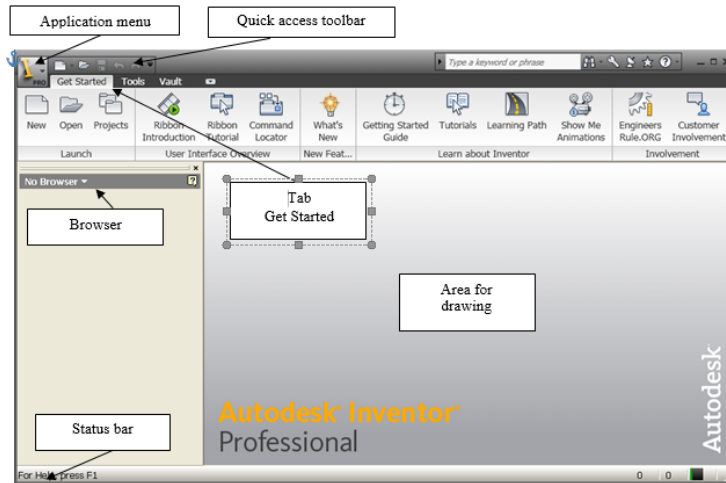 Application menu
Quick access toolbar
PRO
Type a keyword or phrase
Get Started Tools Vault
New Open Projects Ribbon Introduction Ribbon Tutorial Command Locator What's New Getting Started Guide Tutorials Learning Path Show Me Animations Engineers Rule.ORG Customer Involvement
Launch User Interface Overview New Feat... Learn about Inventor Involvement
No Browser
Tab
Get Started
Browser
Area for
drawing
Autodesk
Autodesk Inventor
Professional
Status bar
For Help, press F1
0 0